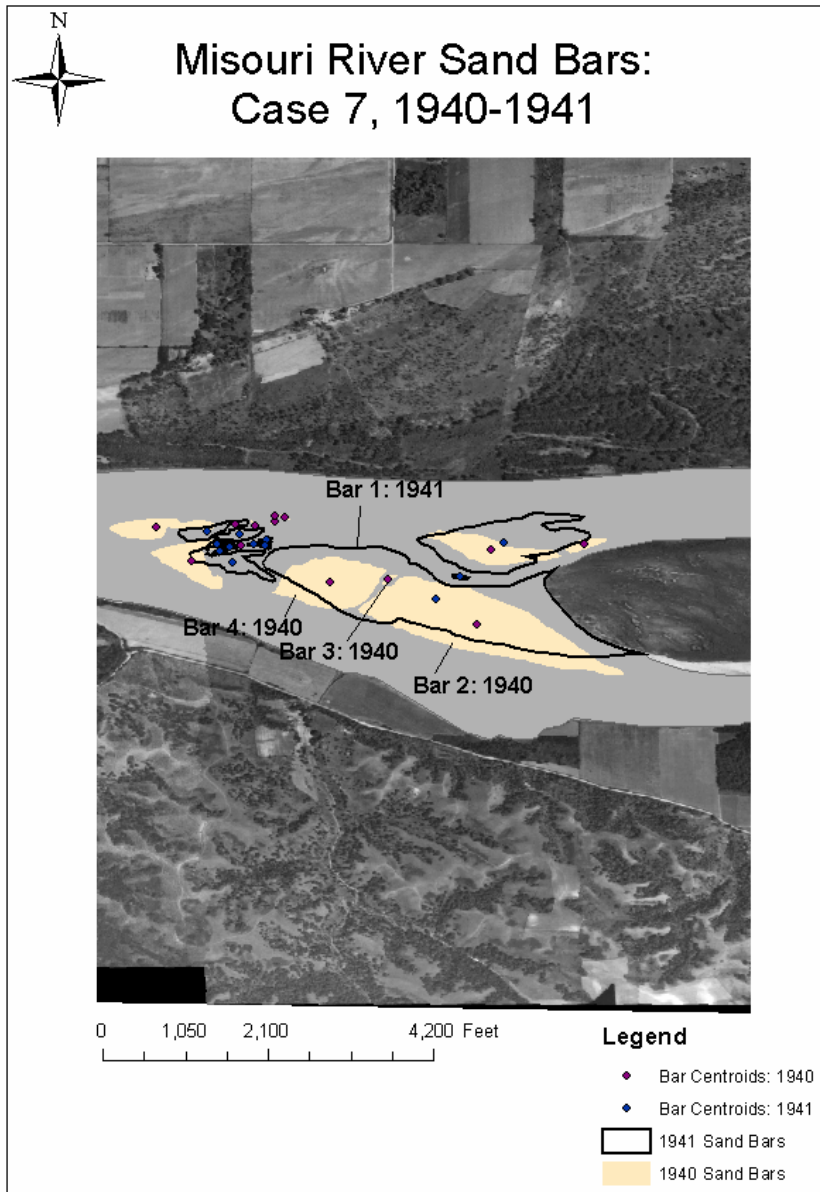 N
Misouri River Sand Bars:
Case 7, 1940-1941
Bar 1: 1941
Bar 4: 1940
Bar 3: 1940
Bar 2: 1940
0 1,050 2,100 4,200 Feet
Legend
Bar Centroids: 1940
Bar Centroids: 1941
1941 Sand Bars
1940 Sand Bars